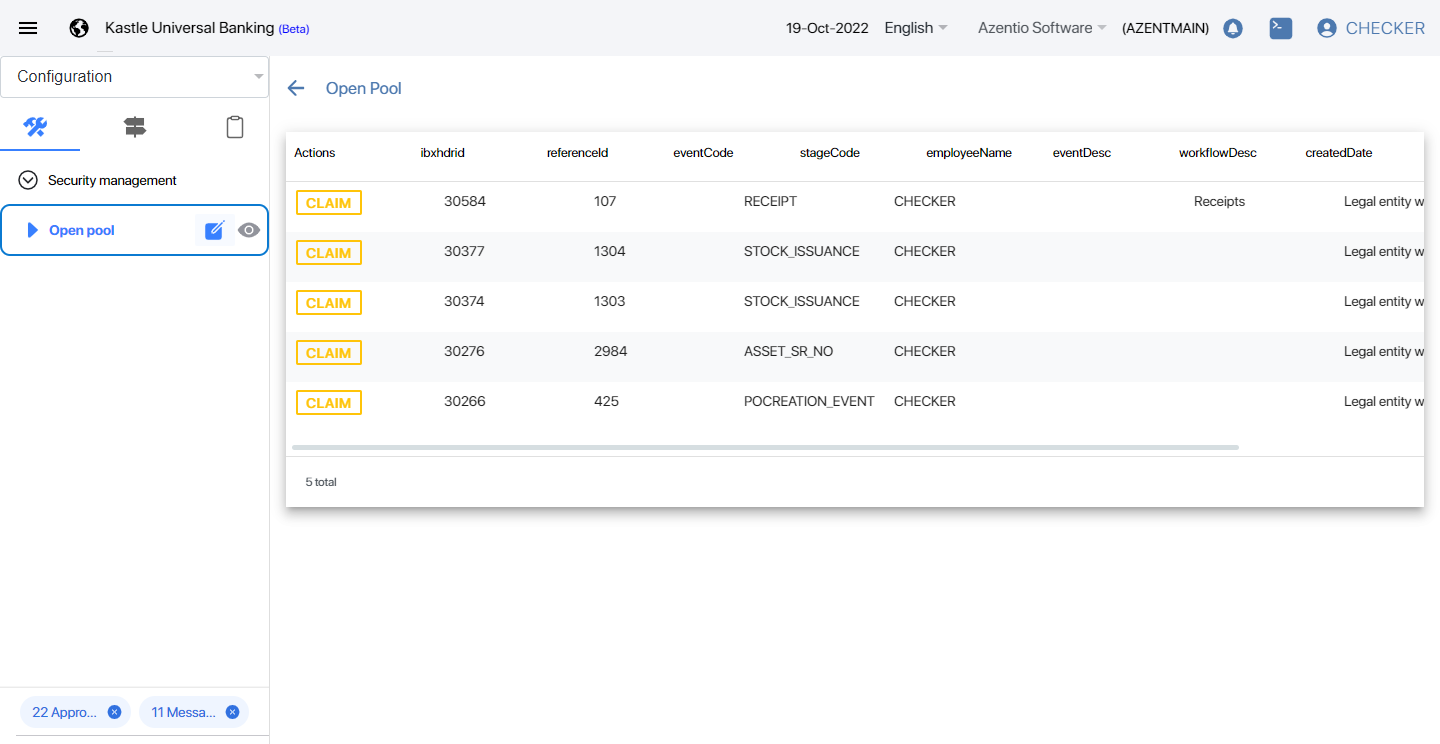 Kastle Universal Banking (Beta) 19-Oct-2022 English Azentio Software (AZENTMAIN) CHECKER
Configuration
Security management
Open pool
22 Appro... 11 Messa...
Open Pool
Actions ibxhdrid referenceId eventCode stageCode employeeName eventDesc workflowDesc createdDate
CLAIM 30584 107 RECEIPT CHECKER Receipts Legal entity w
CLAIM 30377 1304 STOCK_ISSUANCE CHECKER Legal entity w
CLAIM 30374 1303 STOCK_ISSUANCE CHECKER Legal entity w
CLAIM 30276 2984 ASSET_SR_NO CHECKER Legal entity w
CLAIM 30266 425 POCREATION_EVENT CHECKER Legal entity w
5 total